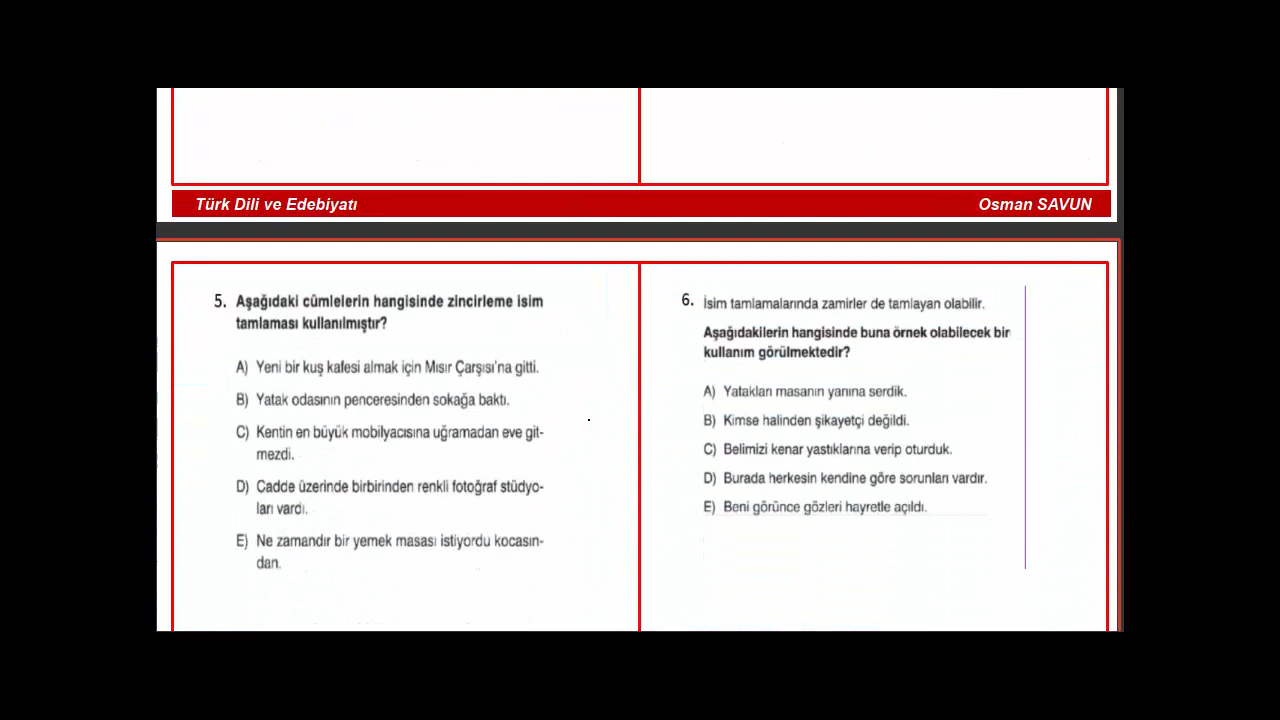 Türk Dili ve Edebiyatı
Osman SAVUN
5. Aşağıdaki cümlelerin hangisinde zincirleme isim
tamlaması kullanılmıştır?
A) Yeni bir kuş kafesi almak için Mısır Çarşısı'na gitti.
B) Yatak odasının penceresinden sokağa baktı.
C) Kentin en büyük mobilyacısına uğramadan eve git-
mezdi.
D) Cadde üzerinde birbirinden renkli fotoğraf stüdyo-
ları vardı.
E) Ne zamandır bir yemek masası istiyordu kocasın-
dan.
6. İsim tamlamalarında zamirler de tamlayan olabilir.
Aşağıdakilerin hangisinde buna örnek olabilecek bir
kullanım görülmektedir?
A) Yatakları masanın yanına serdik.
B) Kimse halinden şikayetçi değildi.
C) Belimizi kenar yastıklarına verip oturduk.
D) Burada herkesin kendine göre sorunları vardır.
E) Beni görünce gözleri hayretle açıldı.